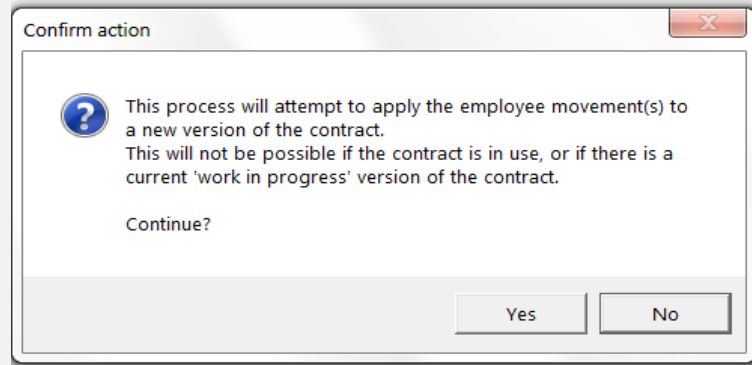 Confirm action
This process will attempt to apply the employee movement(s) to
a new version of the contract.
This will not be possible if the contract is in use, or if there is a
current 'work in progress' version of the contract.
Continue?
Yes
No